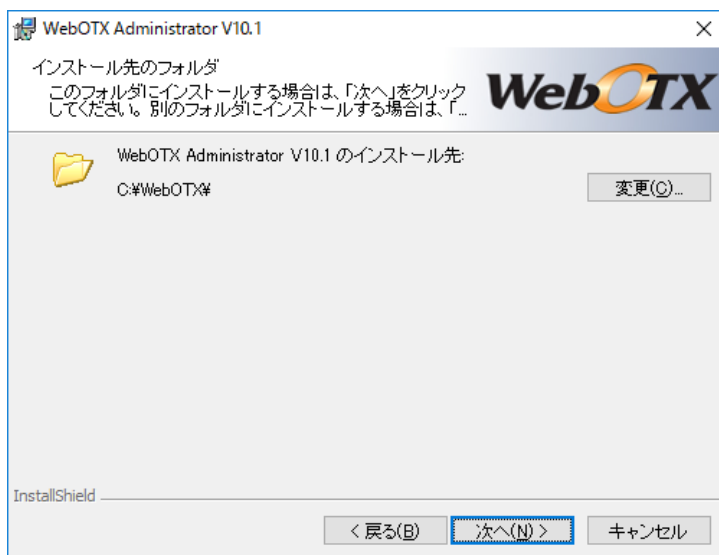 WebOTX Administrator V10.1
インストール先のフォルダ
このフォルダにインストールする場合は、「次へ」をクリック
してください。別のフォルダにインストールする場合は、「...
WebOTX
WebOTX Administrator V10.1 のインストール先:
C:¥WebOTX¥
変更(C)...
InstallShield
< 戻る(B)
次へ(N) >
キャンセル